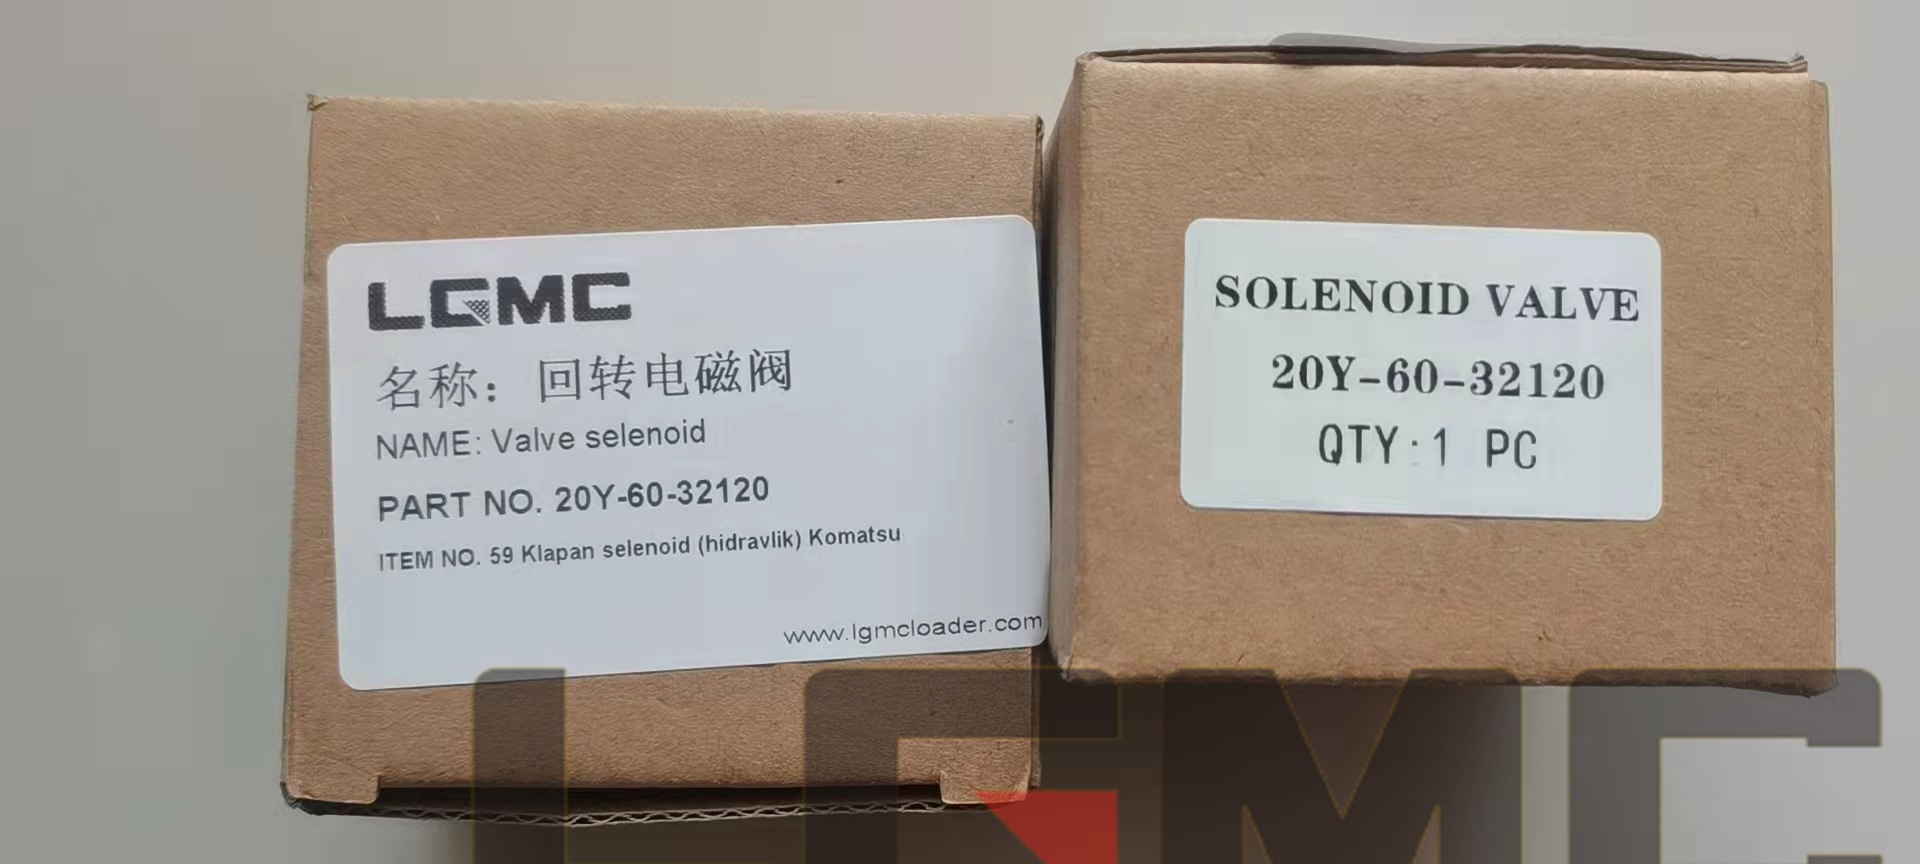 LGMC
名称：回转电磁阀
NAME: Valve selenoid
PART NO. 20Y-60-32120
ITEM NO. 59 Klapan selenoid (hidravlik) Komatsu
www.lgmcloader.com
SOLENOID VALVE
20Y-60-32120
QTY:1 PC
LGMC